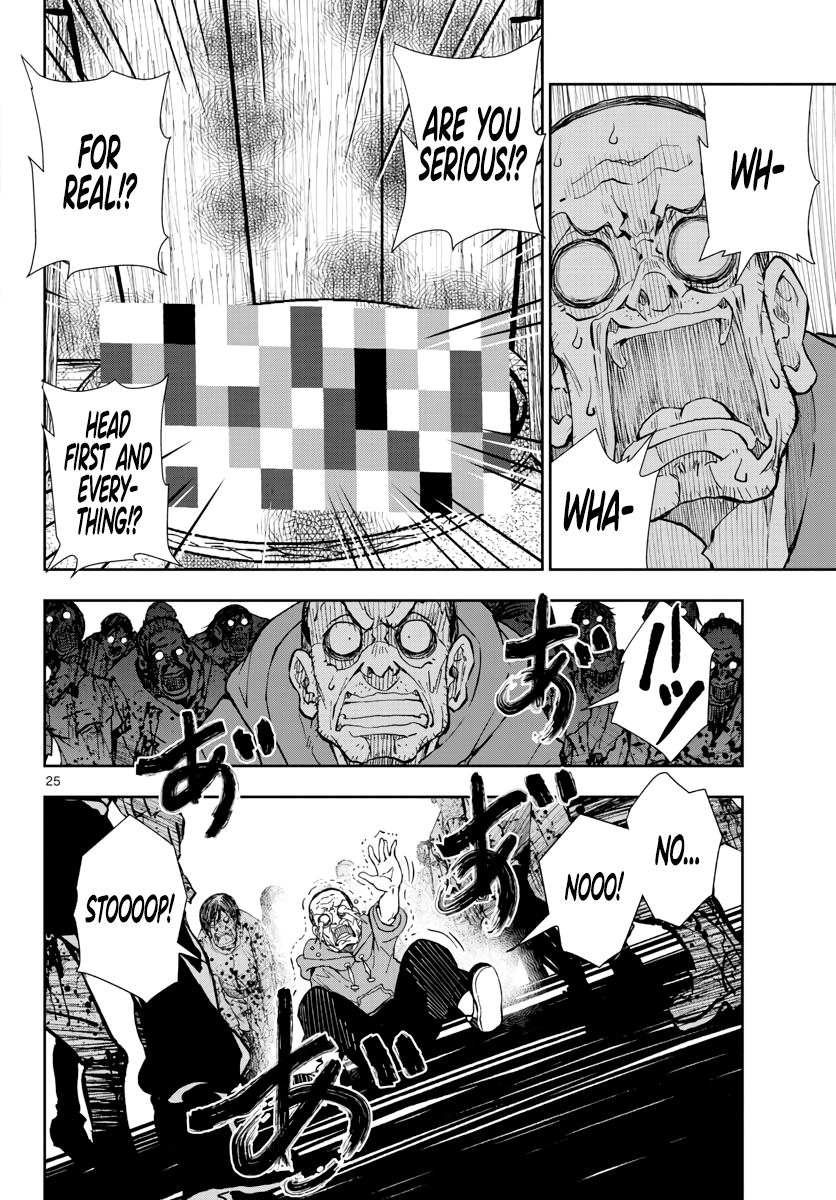 WH-
WHA-
ARE YOU
SERIOUS!?
FOR
REAL!?
HEAD
FIRST AND
EVERY-
THING!?
バッ
あ゛
あ゛
25
NO...
NOOO!
あ゛
STOOOOP!
あ゛